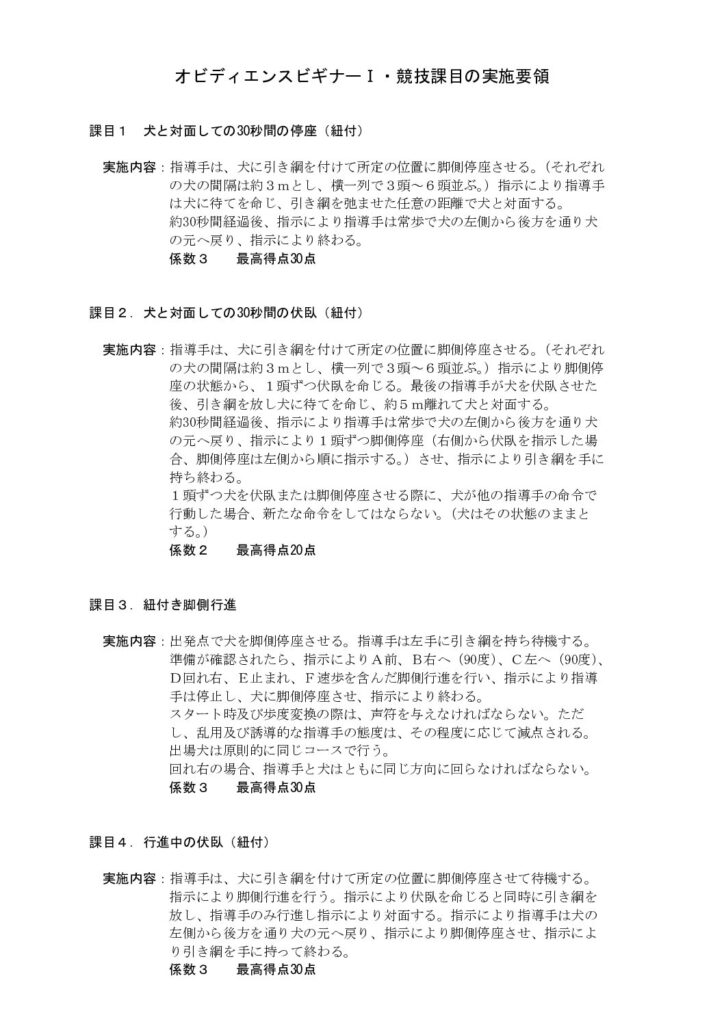 オビディエンスビギナーⅠ・競技課目の実施要領
課目１　犬と対面しての30秒間の停座（紐付）
実施内容：指導手は、犬に引き綱を付けて所定の位置に脚側停座させる。（それぞれ
の犬の間隔は約３ｍとし、横一列で３頭～６頭並ぶ。）指示により指導手
は犬に待てを命じ、引き綱を弛ませた任意の距離で犬と対面する。
約30秒間経過後、指示により指導手は常歩で犬の左側から後方を通り犬
の元へ戻り、指示により終わる。
係数３　　最高得点30点
課目２．犬と対面しての30秒間の伏臥（紐付）
実施内容：指導手は、犬に引き綱を付けて所定の位置に脚側停座させる。（それぞれ
の犬の間隔は約３ｍとし、横一列で３頭～６頭並ぶ。）指示により脚側停
座の状態から、１頭ずつ伏臥を命じる。最後の指導手が犬を伏臥させた
後、引き綱を放し犬に待てを命じ、約５ｍ離れて犬と対面する。
約30秒間経過後、指示により指導手は常歩で犬の左側から後方を通り犬
の元へ戻り、指示により１頭ずつ脚側停座（右側から伏臥を指示した場
合、脚側停座は左側から順に指示する。）させ、指示により引き綱を手に
持ち終わる。
１頭ずつ犬を伏臥または脚側停座させる際に、犬が他の指導手の命令で
行動した場合、新たな命令をしてはならない。（犬はその状態のままと
する。）
係数２　　最高得点20点
課目３．紐付き脚側行進
実施内容：出発点で犬を脚側停座させる。指導手は左手に引き綱を持ち待機する。
準備が確認されたら、指示によりＡ前、Ｂ右へ（90度）、Ｃ左へ（90度）、
Ｄ回れ右、Ｅ止まれ、Ｆ速歩を含んだ脚側行進を行い、指示により指導
手は停止し、犬に脚側停座させ、指示により終わる。
スタート時及び歩度変換の際は、声符を与えなければならない。ただ
し、乱用及び誘導的な指導手の態度は、その程度に応じて減点される。
出場犬は原則的に同じコースで行う。
回れ右の場合、指導手と犬はともに同じ方向に回らなければならない。
係数３　　最高得点30点
課目４．行進中の伏臥（紐付）
実施内容：指導手は、犬に引き綱を付けて所定の位置に脚側停座させて待機する。
指示により脚側行進を行う。指示により伏臥を命じると同時に引き綱を
放し、指導手のみ行進し指示により対面する。指示により指導手は犬の
左側から後方を通り犬の元へ戻り、指示により脚側停座させ、指示によ
り引き綱を手に持って終わる。
係数３　　最高得点30点